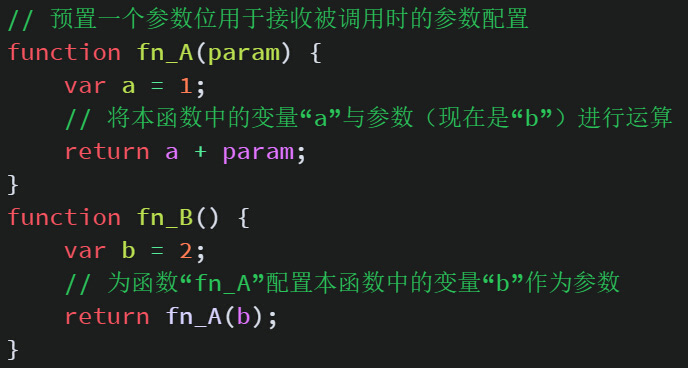 // 预置一个参数位用于接收被调用时的参数配置
function fn_A(param) {
    var a = 1;
    // 将本函数中的变量“a”与参数（现在是“b”）进行运算
    return a + param;
}
function fn_B() {
    var b = 2;
    // 为函数“fn_A”配置本函数中的变量“b”作为参数
    return fn_A(b);
}